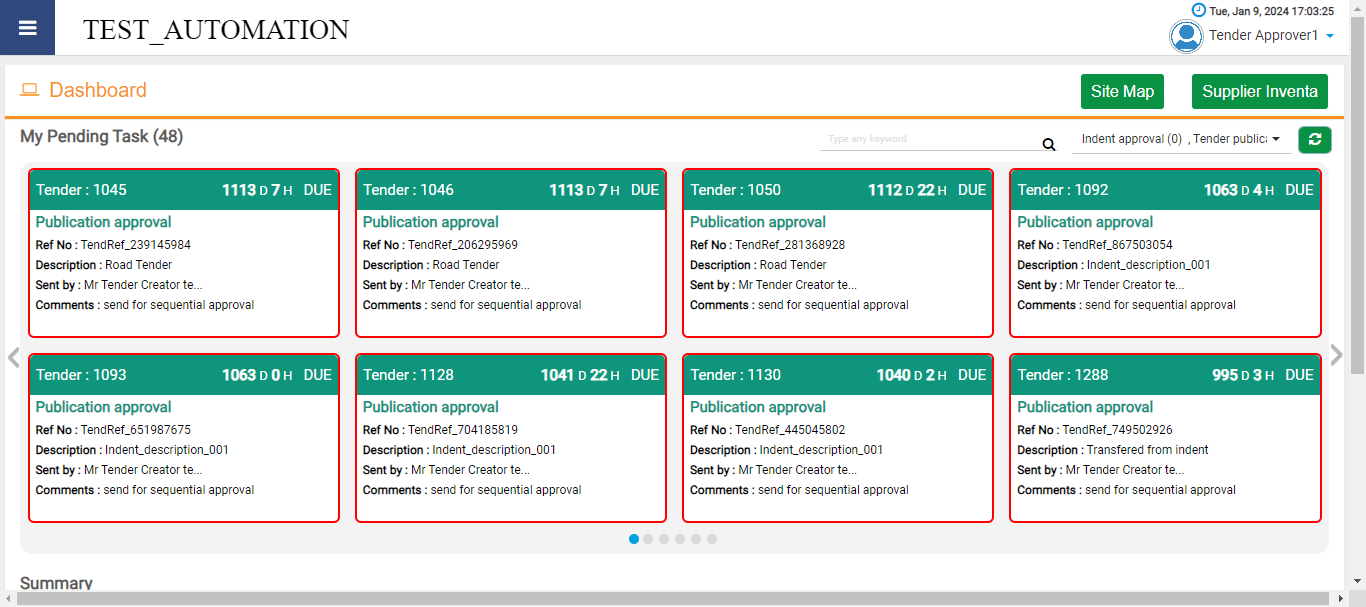 TEST_AUTOMATION
Tue, Jan 9, 2024 17:03:25
Tender Approver1
Dashboard
Site Map
Supplier Inventa
My Pending Task (48)
Type any keyword
Indent approval (0) , Tender public
Tender : 1045 1113 D 7 H DUE
Publication approval
Ref No : TendRef_239145984
Description : Road Tender
Sent by : Mr Tender Creator te...
Comments : send for sequential approval
Tender : 1046 1113 D 7 H DUE
Publication approval
Ref No : TendRef_206295969
Description : Road Tender
Sent by : Mr Tender Creator te...
Comments : send for sequential approval
Tender : 1050 1112 D 22 H DUE
Publication approval
Ref No : TendRef_281368928
Description : Road Tender
Sent by : Mr Tender Creator te...
Comments : send for sequential approval
Tender : 1092 1063 D 4 H DUE
Publication approval
Ref No : TendRef_867503054
Description : Indent_description_001
Sent by : Mr Tender Creator te...
Comments : send for sequential approval
Tender : 1093 1063 D 0 H DUE
Publication approval
Ref No : TendRef_651987675
Description : Indent_description_001
Sent by : Mr Tender Creator te...
Comments : send for sequential approval
Tender : 1128 1041 D 22 H DUE
Publication approval
Ref No : TendRef_704185819
Description : Indent_description_001
Sent by : Mr Tender Creator te...
Comments : send for sequential approval
Tender : 1130 1040 D 2 H DUE
Publication approval
Ref No : TendRef_445045802
Description : Indent_description_001
Sent by : Mr Tender Creator te...
Comments : send for sequential approval
Tender : 1288 995 D 3 H DUE
Publication approval
Ref No : TendRef_749502926
Description : Transfered from indent
Sent by : Mr Tender Creator te...
Comments : send for sequential approval
Summary